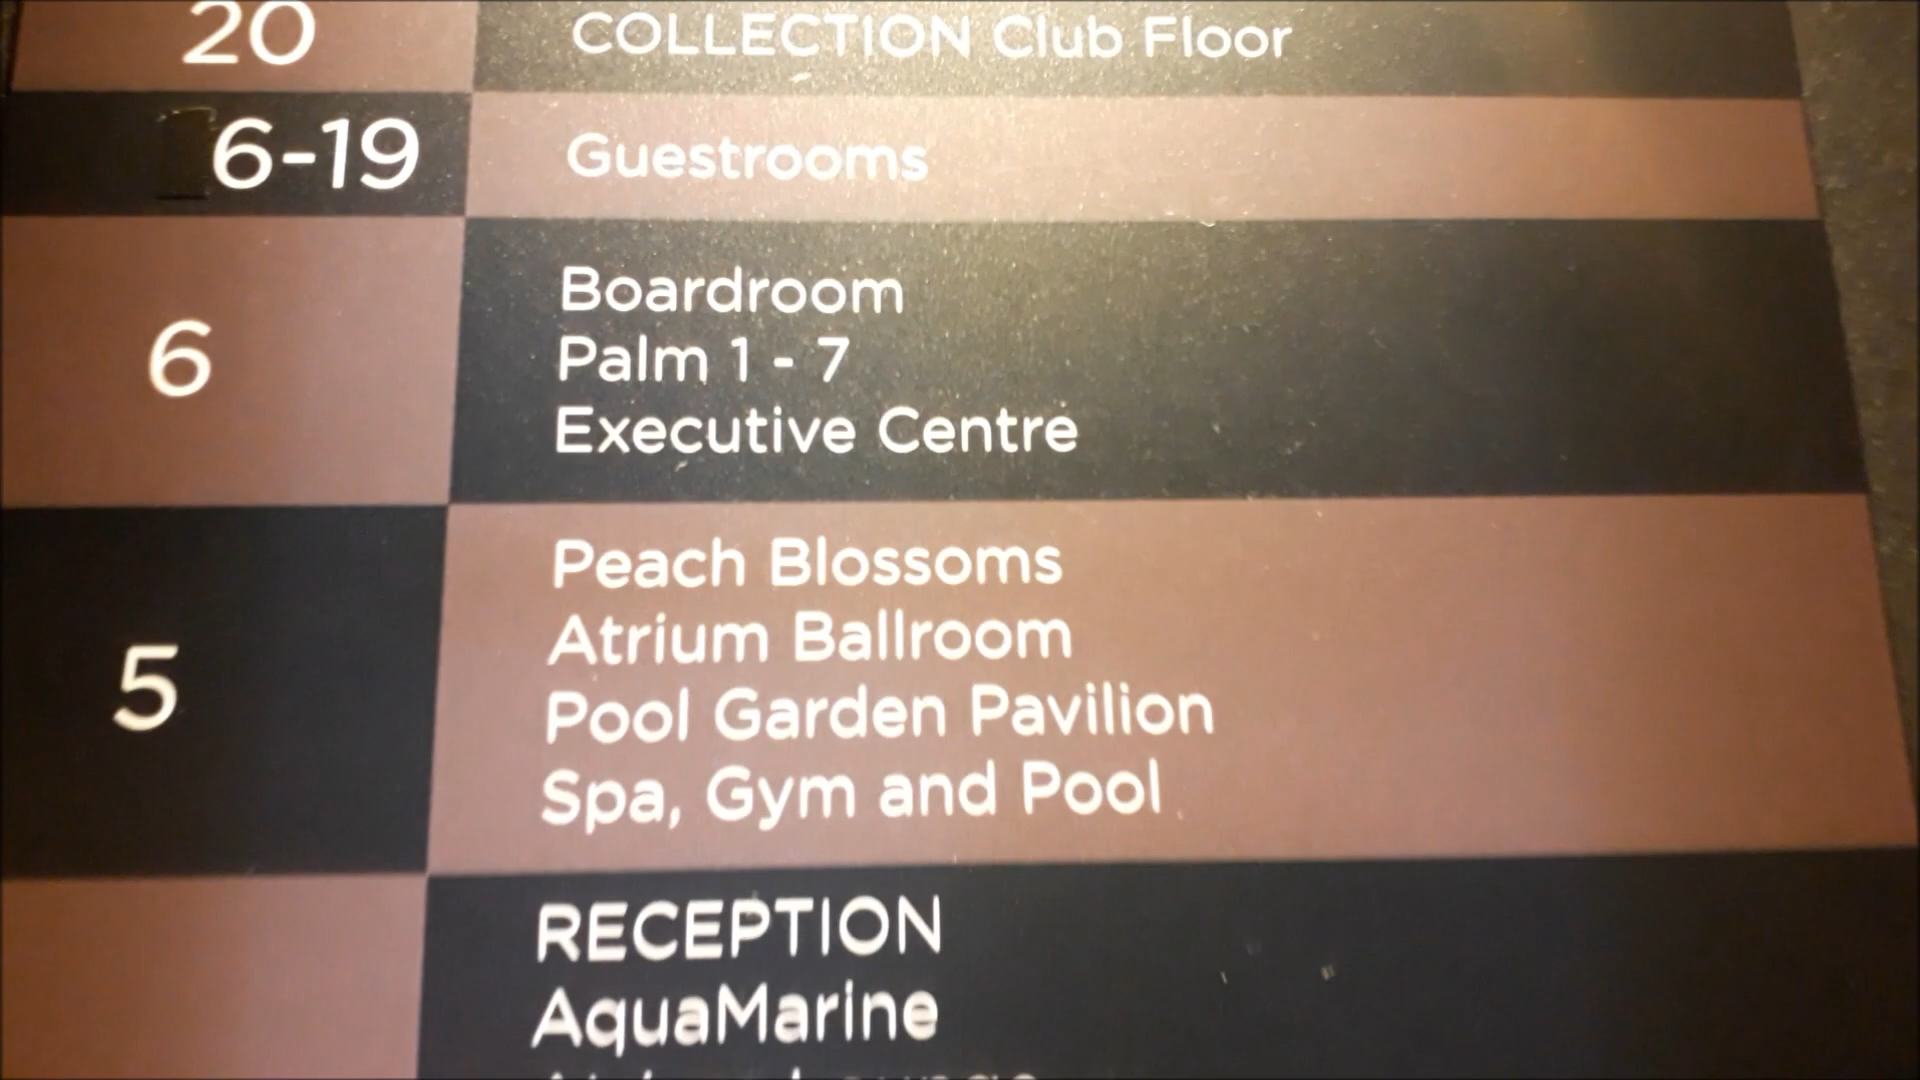 20
COLLECTION Club Floor
6-19
Guestrooms
6
Boardroom
Palm 1 - 7
Executive Centre
5
Peach Blossoms
Atrium Ballroom
Pool Garden Pavilion
Spa, Gym and Pool
RECEPTION
AquaMarine